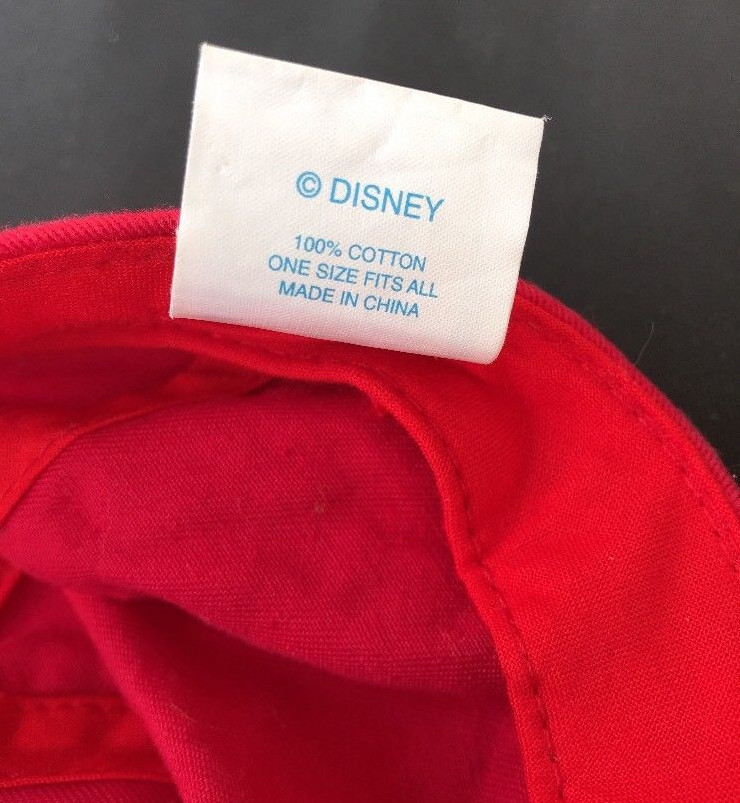 © DISNEY
100% COTTON
ONE SIZE FITS ALL
MADE IN CHINA